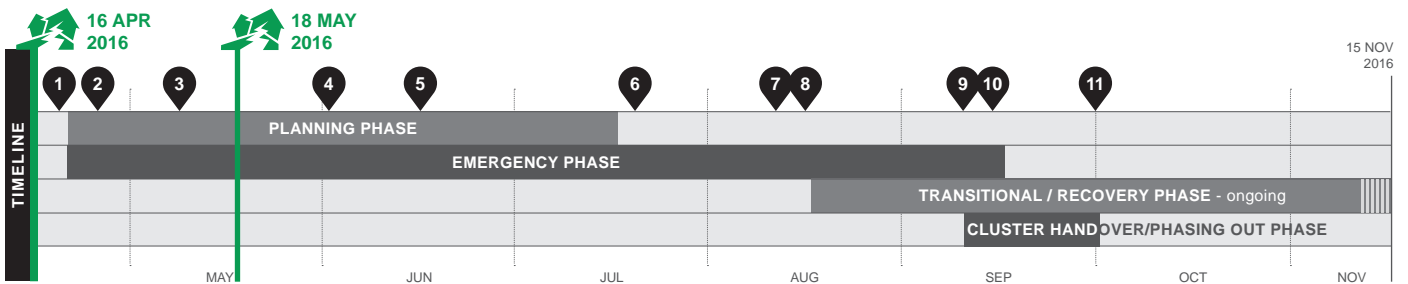 16 APR
2016
18 MAY
2016
15 NOV
2016
1 2 3 4 5 6 7 8 9 10 11
TIMELINE
PLANNING PHASE
EMERGENCY PHASE
TRANSITIONAL / RECOVERY PHASE - ongoing
CLUSTER HANDOVER/PHASING OUT PHASE
MAY JUN JUL AUG SEP OCT NOV